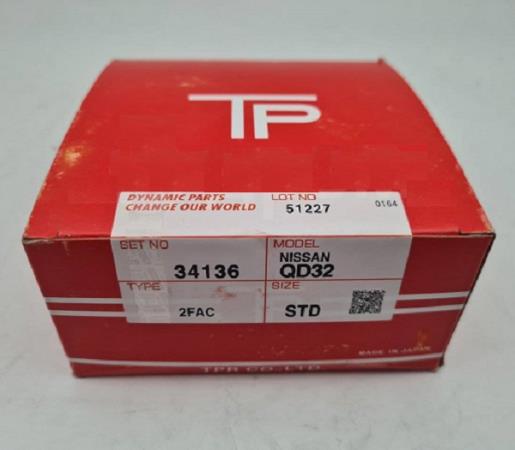 TP
DYNAMIC PARTS
CHANGE OUR WORLD
LOT NO
51227
0164
SET NO
34136
MODEL
NISSAN
QD32
TYPE
2FAC
SIZE
STD
MADE IN JAPAN
TPR CO.,LTD.